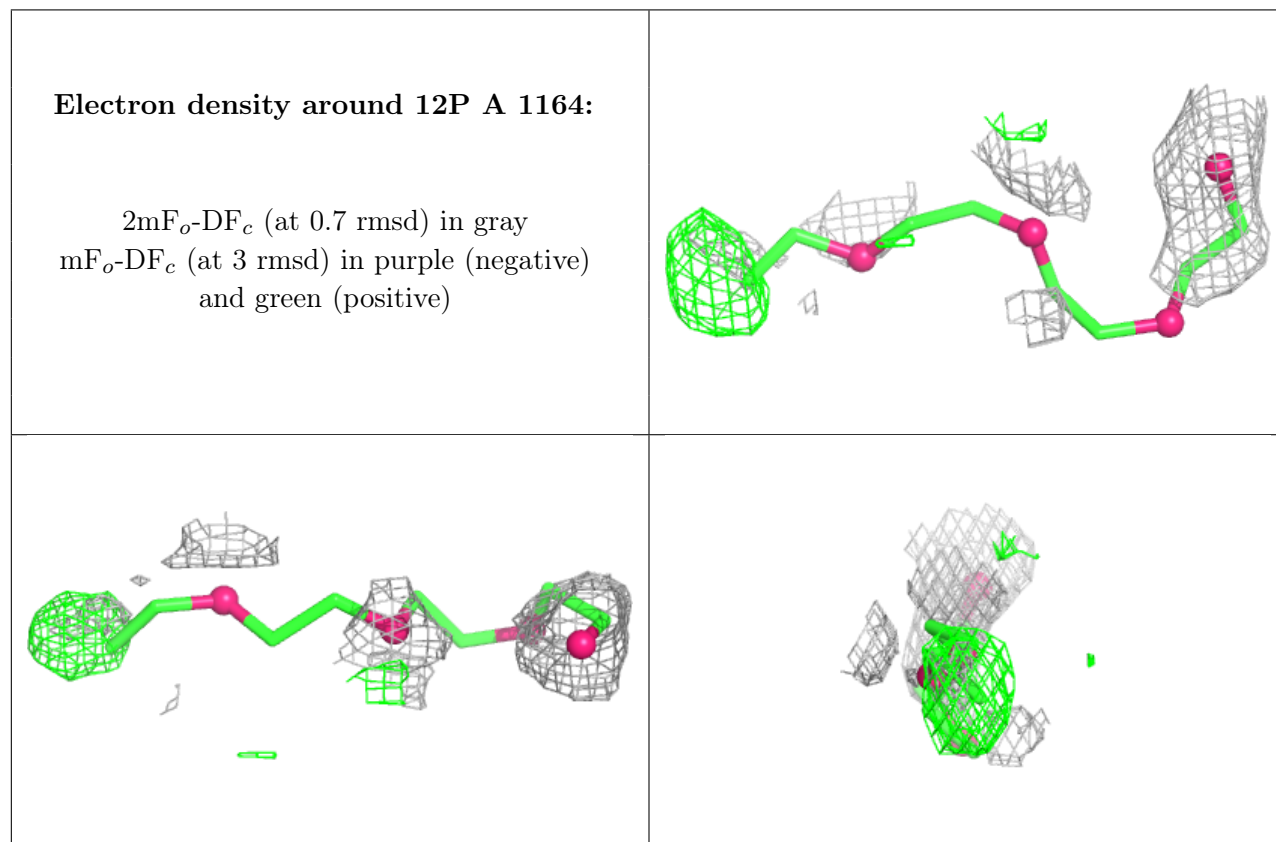 Electron density around 12P A 1164:
2mFo-DFc (at 0.7 rmsd) in gray
mFo-DFc (at 3 rmsd) in purple (negative)
and green (positive)